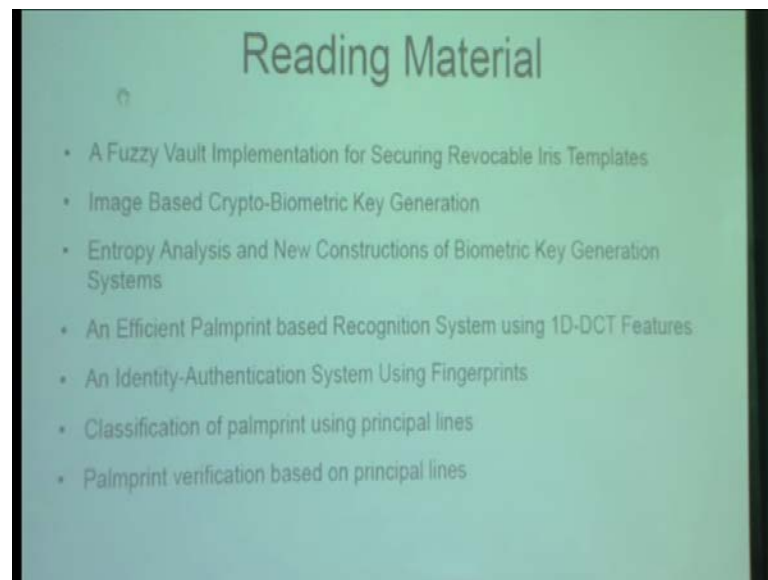 Reading Material
• A Fuzzy Vault Implementation for Securing Revocable Iris Templates
• Image Based Crypto-Biometric Key Generation
• Entropy Analysis and New Constructions of Biometric Key Generation
Systems
• An Efficient Palmprint based Recognition System using 1D-DCT Features
• An Identity-Authentication System Using Fingerprints
• Classification of palmprint using principal lines
• Palmprint verification based on principal lines